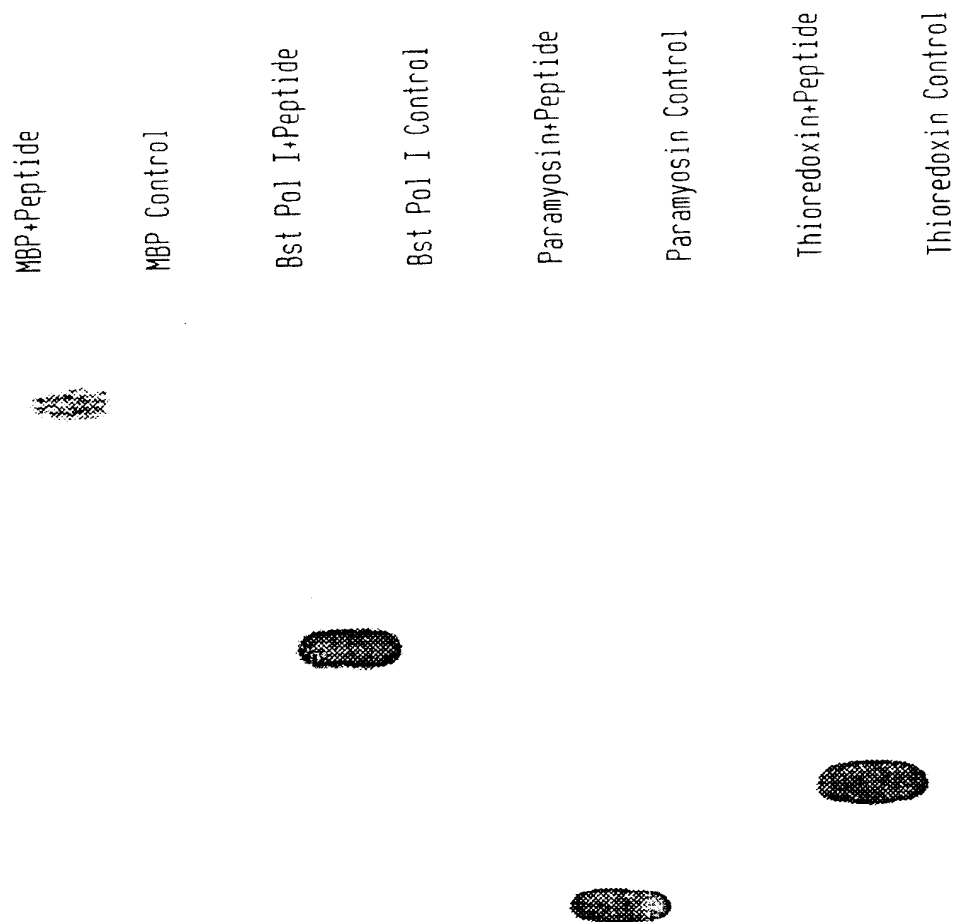 MBP+Peptide
MBP Control
Bst Pol I+Peptide
Bst Pol I Control
Paramyosin+Peptide
Paramyosin Control
Thioredoxin+Peptide
Thioredoxin Control